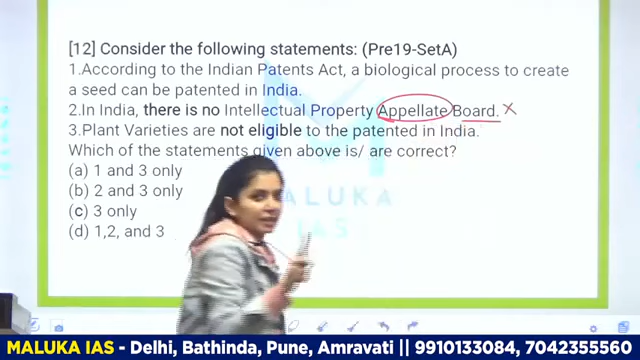 [12] Consider the following statements: (Pre19-SetA)
1.According to the Indian Patents Act, a biological process to create
a seed can be patented in India.
2.In India, there is no Intellectual Property Appellate Board.
3.Plant Varieties are not eligible to the patented in India.
Which of the statements given above is/ are correct?
(a) 1 and 3 only
(b) 2 and 3 only
(c) 3 only
(d) 1,2, and 3
MALUKA
IAS
MALUKA IAS - Delhi, Bathinda, Pune, Amravati || 9910133084, 7042355560